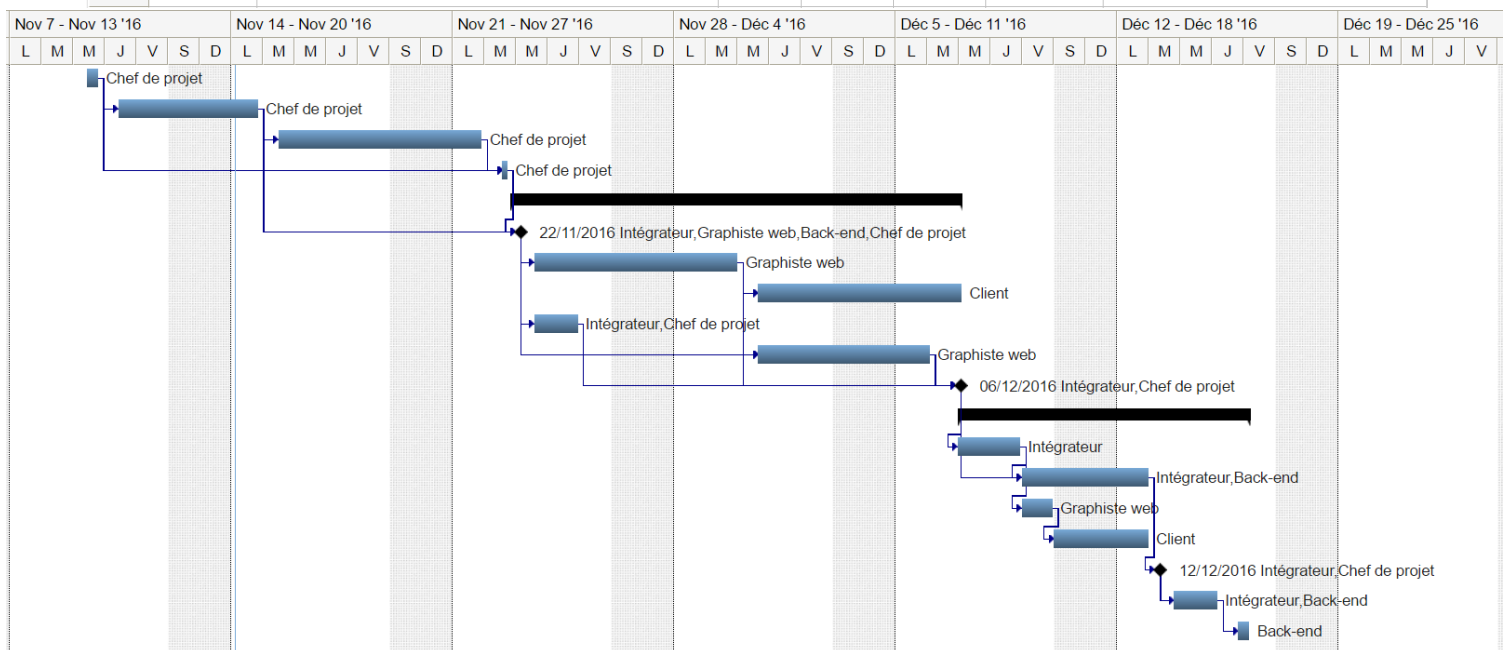 Nov 7 - Nov 13 '16 Nov 14 - Nov 20 '16 Nov 21 - Nov 27 '16 Nov 28 - Déc 4 '16 Déc 5 - Déc 11 '16 Déc 12 - Déc 18 '16 Déc 19 - Déc 25 '16
L M M J V S D L M M J V S D L M M J V S D L M M J V S D L M M J V S D L M M J V S D L M M J V
Chef de projet
Chef de projet
Chef de projet
Chef de projet
22/11/2016 Intégrateur,Graphiste web,Back-end,Chef de projet
Graphiste web
Client
Intégrateur,Chef de projet
Graphiste web
06/12/2016 Intégrateur,Chef de projet
Intégrateur
Intégrateur,Back-end
Graphiste web
Client
12/12/2016 Intégrateur,Chef de projet
Intégrateur,Back-end
Back-end